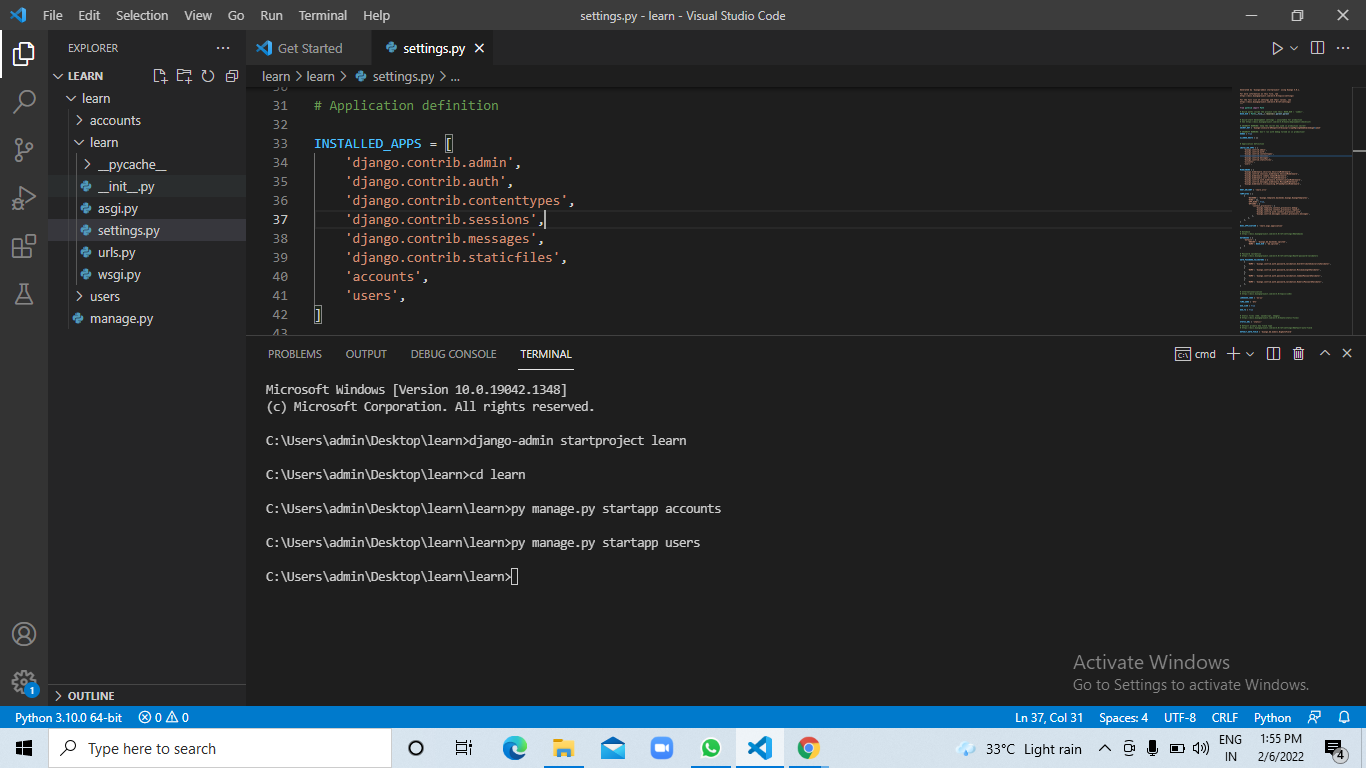 File Edit Selection View Go Run Terminal Help
settings.py - learn - Visual Studio Code
EXPLORER
Get Started
settings.py
LEARN
learn > learn > settings.py > ...
learn
accounts
learn
__pycache__
__init__.py
asgi.py
settings.py
urls.py
wsgi.py
users
manage.py
31 # Application definition
32
33 INSTALLED_APPS = [
34 'django.contrib.admin',
35 'django.contrib.auth',
36 'django.contrib.contenttypes',
37 'django.contrib.sessions',
38 'django.contrib.messages',
39 'django.contrib.staticfiles',
40 'accounts',
41 'users',
42 ]
43
PROBLEMS OUTPUT DEBUG CONSOLE TERMINAL
cmd
Microsoft Windows [Version 10.0.19042.1348]
(c) Microsoft Corporation. All rights reserved.
C:\Users\admin\Desktop\learn>django-admin startproject learn
C:\Users\admin\Desktop\learn>cd learn
C:\Users\admin\Desktop\learn\learn>py manage.py startapp accounts
C:\Users\admin\Desktop\learn\learn>py manage.py startapp users
C:\Users\admin\Desktop\learn\learn>
Activate Windows
Go to Settings to activate Windows.
1
OUTLINE
Python 3.10.0 64-bit 0 0
Ln 37, Col 31 Spaces: 4 UTF-8 CRLF Python
Type here to search
33°C Light rain
ENG
IN
1:55 PM
2/6/2022
4